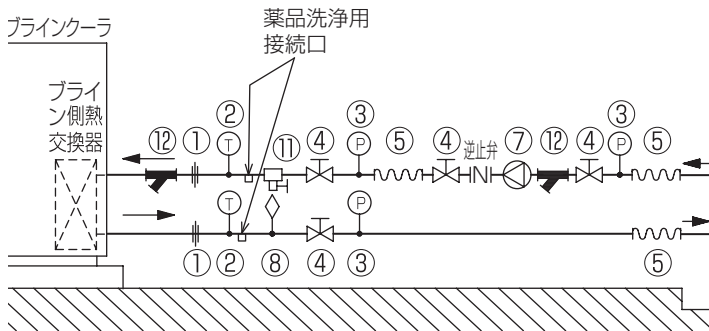 ブラインクーラ
薬品洗浄用
接続口
ブライ
ン側熱
交換器
⑫ ① ② ⑪ ④ ③ ⑤ ④ 逆止弁 ⑦ ⑫ ④ ③ ⑤
T P P
T P
① ② ⑧ ④ ③ ⑤